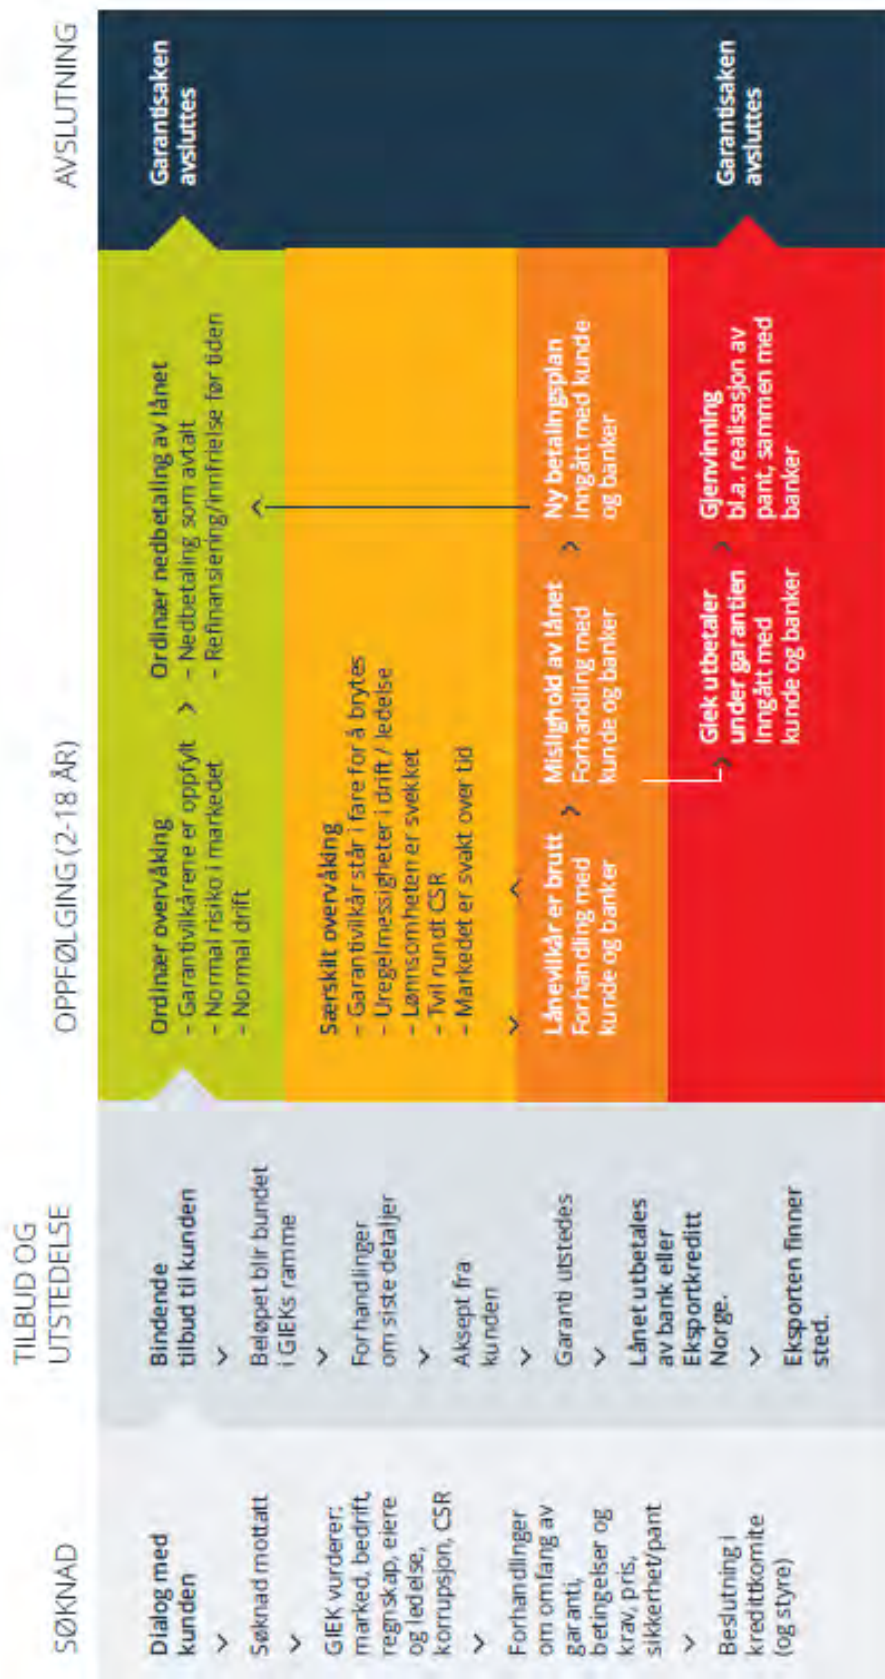 SØKNAD
Dialog med
kunden
Søknad mottatt
GIEK vurderer:
marked, bedrift,
regnskap, eiere
og ledelse,
korrupsjon, CSR
Forhandlinger
om omfang av
garanti,
betingelser og
krav, pris,
sikkerhet/pant
Beslutning i
kredittkomite
(og styre)
TILBUD OG
UTSTEDELSE
Bindende
tilbud til kunden
Beløpet blir bundet
i GIEKs ramme
Forhandlinger
om siste detaljer
Aksept fra
kunden
Garanti utstedes
Lånet utbetales
av bank eller
Eksportkreditt
Norge.
Eksporten finner
sted.
OPPFØLGING (2-18 ÅR)
Ordinær overvåking
– Garantivilkårene er oppfylt
– Normal risiko i markedet
– Normal drift
Ordinær nedbetaling av lånet
– Nedbetaling som avtalt
– Refinansiering/innfrielse før tiden
Særskilt overvåking
– Garantivilkår står i fare for å brytes
– Uregelmessigheter i drift / ledelse
– Lønnsomheten er svekket
– Tvil rundt CSR
– Markedet er svakt over tid
Lånevilkår er brutt
Forhandling med
kunde og banker
Mislighold av lånet
Forhandling med
kunde og banker
Ny betalingsplan
Inngått med kunde
og banker
Giek utbetaler
under garantien
Inngått med
kunde og banker
Gjenvinning
bl.a. realisasjon av
pant, sammen med
banker
AVSLUTNING
Garantisaken
avsluttes
Garantisaken
avsluttes